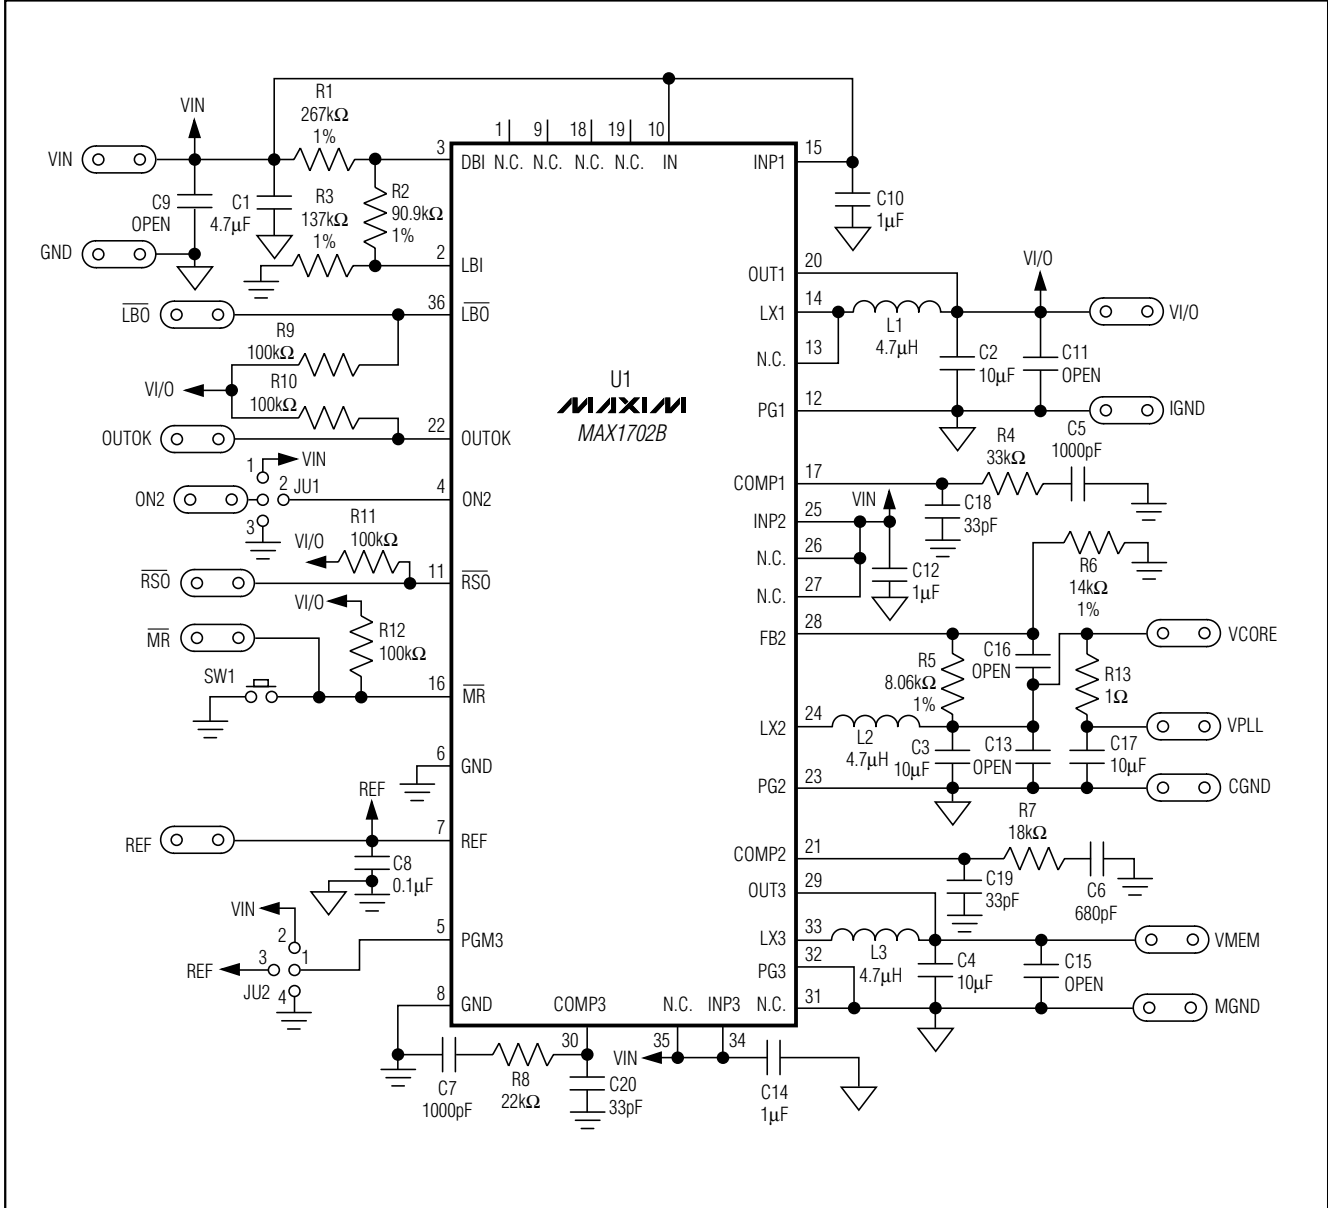 VIN
VIN
R1
267kΩ
1%
C9
OPEN
C1
4.7µF
R3
137kΩ
1%
R2
90.9kΩ
1%
GND
1
9
18
19
10
N.C.
N.C.
N.C.
N.C.
IN
3
DBI
2
LBI
15
INP1
C10
1µF
LBO
36
LBO
R9
100kΩ
VI/O
R10
100kΩ
OUTOK
22
OUTOK
20
OUT1
14
LX1
L1
4.7µH
13
N.C.
VI/O
VI/O
C2
10µF
C11
OPEN
12
PG1
IGND
U1
MAXIM
MAX1702B
1
VIN
ON2
2
JU1
3
4
ON2
R11
100kΩ
VI/O
RSO
11
RSO
VI/O
R12
100kΩ
MR
SW1
16
MR
17
COMP1
C18
33pF
R4
33kΩ
C5
1000pF
VIN
25
INP2
26
N.C.
27
N.C.
C12
1µF
R6
14kΩ
1%
28
FB2
R5
8.06kΩ
1%
C16
OPEN
R13
1Ω
VCORE
24
LX2
L2
4.7µH
C3
10µF
C13
OPEN
C17
10µF
VPLL
23
PG2
CGND
6
GND
REF
REF
7
REF
C8
0.1µF
21
COMP2
R7
18kΩ
C19
33pF
C6
680pF
29
OUT3
VIN
2
3
1
REF
JU2
4
5
PGM3
33
LX3
L3
4.7µH
32
PG3
C4
10µF
C15
OPEN
VMEM
31
N.C.
MGND
8
GND
COMP3
N.C.
INP3
30
35
34
VIN
C7
1000pF
R8
22kΩ
C20
33pF
C14
1µF